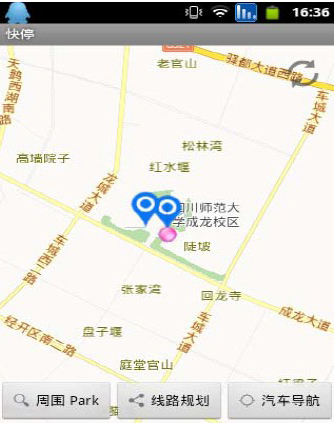 16:36
快停
老官山
驿都大道西路
天鹅西湖南路
车城大道
松林湾
高墙院子
红水堰
龙城大道
四川师范大
学成龙校区
陡坡
车城西二路
张家湾
回龙寺
成龙大道
车城大道
经开区南二路
盘子堰
庭堂官山
周围 Park
线路规划
汽车导航